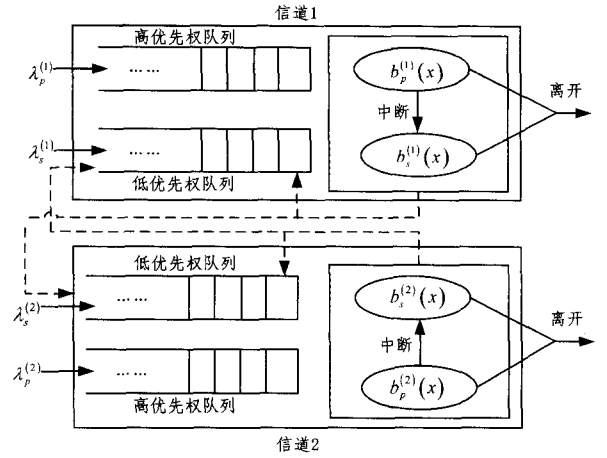 信道1
高优先权队列
λ_p^(1)
……
b_p^(1)(x)
离开
中断
λ_s^(1)
……
b_s^(1)(x)
低优先权队列
低优先权队列
……
b_s^(2)(x)
λ_s^(2)
离开
中断
λ_p^(2)
……
b_p^(2)(x)
高优先权队列
信道2